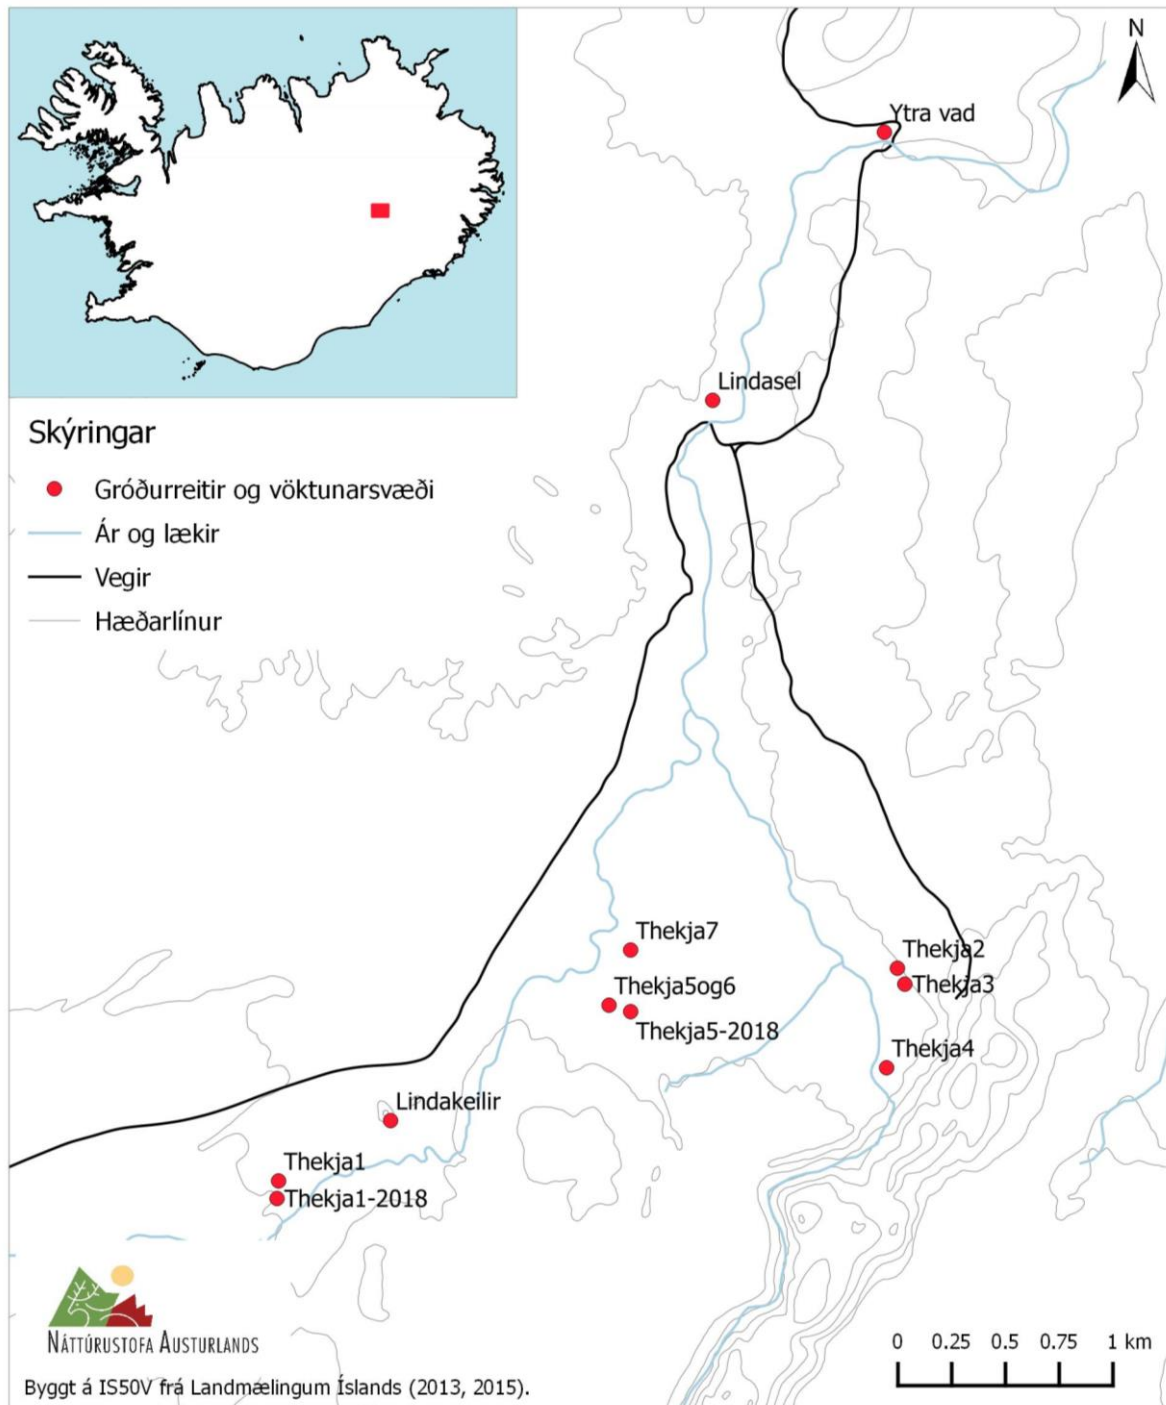 N
Ytra vad
Lindasel
Skýringar
Gróðurreitir og vöktunarsvæði
Ár og lækir
Vegir
Hæðarlínur
Thekja7
Thekja2
Thekja3
Thekja5og6
Thekja5-2018
Thekja4
Lindakeilir
Thekja1
Thekja1-2018
NÁTTÚRUSTOFA AUSTURLANDS
0 0.25 0.5 0.75 1 km
Byggt á IS50V frá Landmælingum Íslands (2013, 2015).